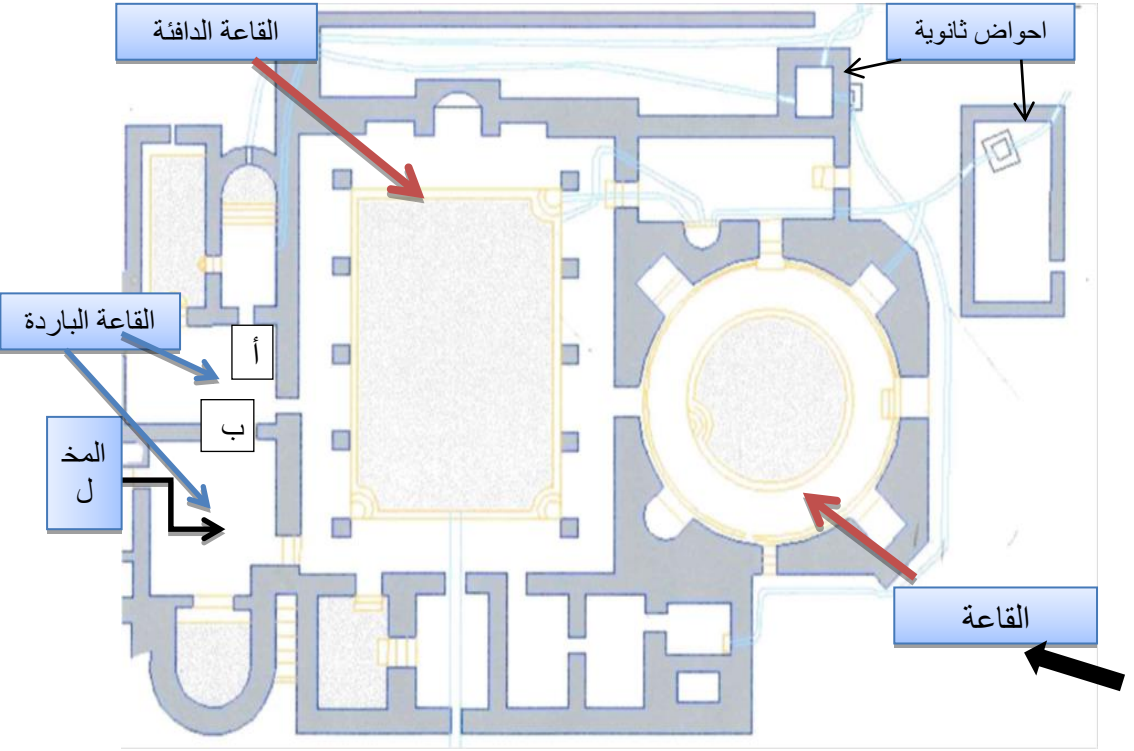 القاعة الدافئة
احواض ثانوية
القاعة الباردة
أ
ب
المخ
ل
القاعة